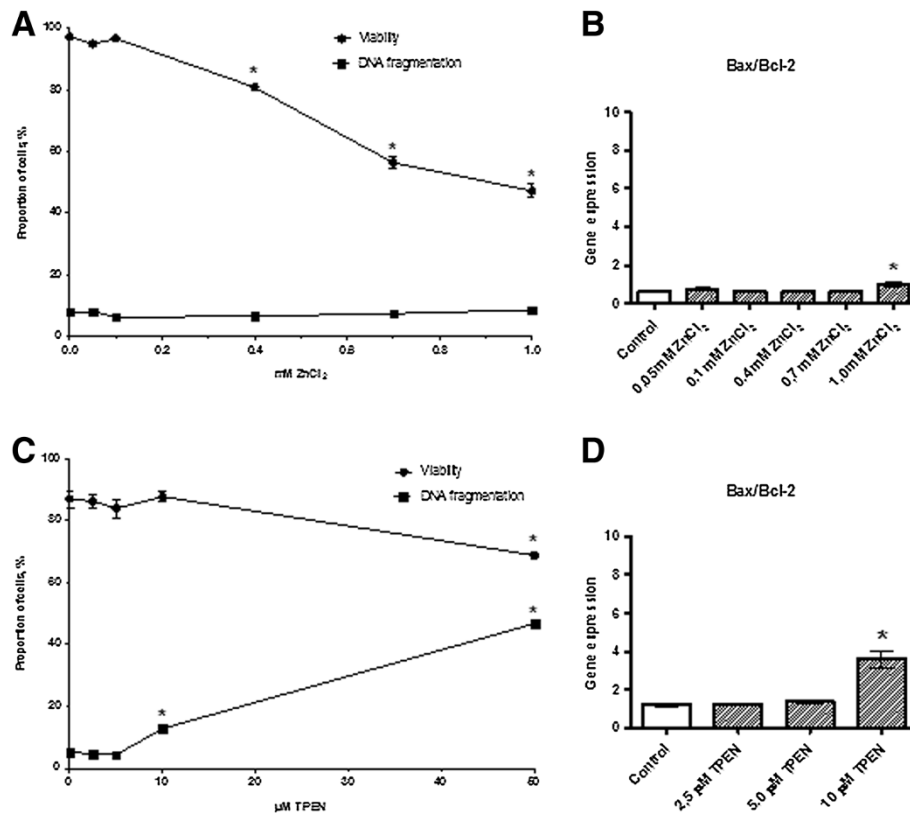 A
Viability
DNA fragmentation
Proportion of cells, %
100
80
60
40
20
0
0.0
0.2
0.4
0.6
0.8
1.0
mM ZnCl₂
*
*
*
B
Bax/Bcl-2
Gene expression
10
8
6
4
2
0
*
Control
0,05mM ZnCl₂
0.1 mM ZnCl₂
0.4 mM ZnCl₂
0,7 mM ZnCl₂
1,0mM ZnCl₂
C
Viability
DNA fragmentation
Proportion of cells, %
100
80
60
40
20
0
0
10
20
30
40
50
µM TPEN
*
*
*
D
Bax/Bcl-2
Gene expression
10
8
6
4
2
0
*
Control
2,5 µM TPEN
5.0 µM TPEN
10 µM TPEN